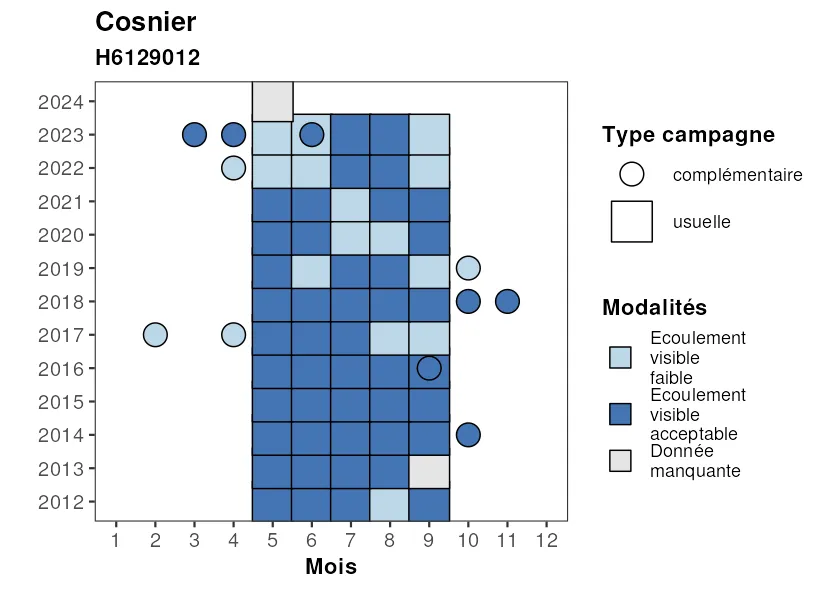 Cosnier
H6129012
2024
2023
2022
2021
2020
2019
2018
2017
2016
2015
2014
2013
2012
1 2 3 4 5 6 7 8 9 10 11 12
Mois
Type campagne
complémentaire
usuelle
Modalités
Ecoulement
visible
faible
Ecoulement
visible
acceptable
Donnée
manquante